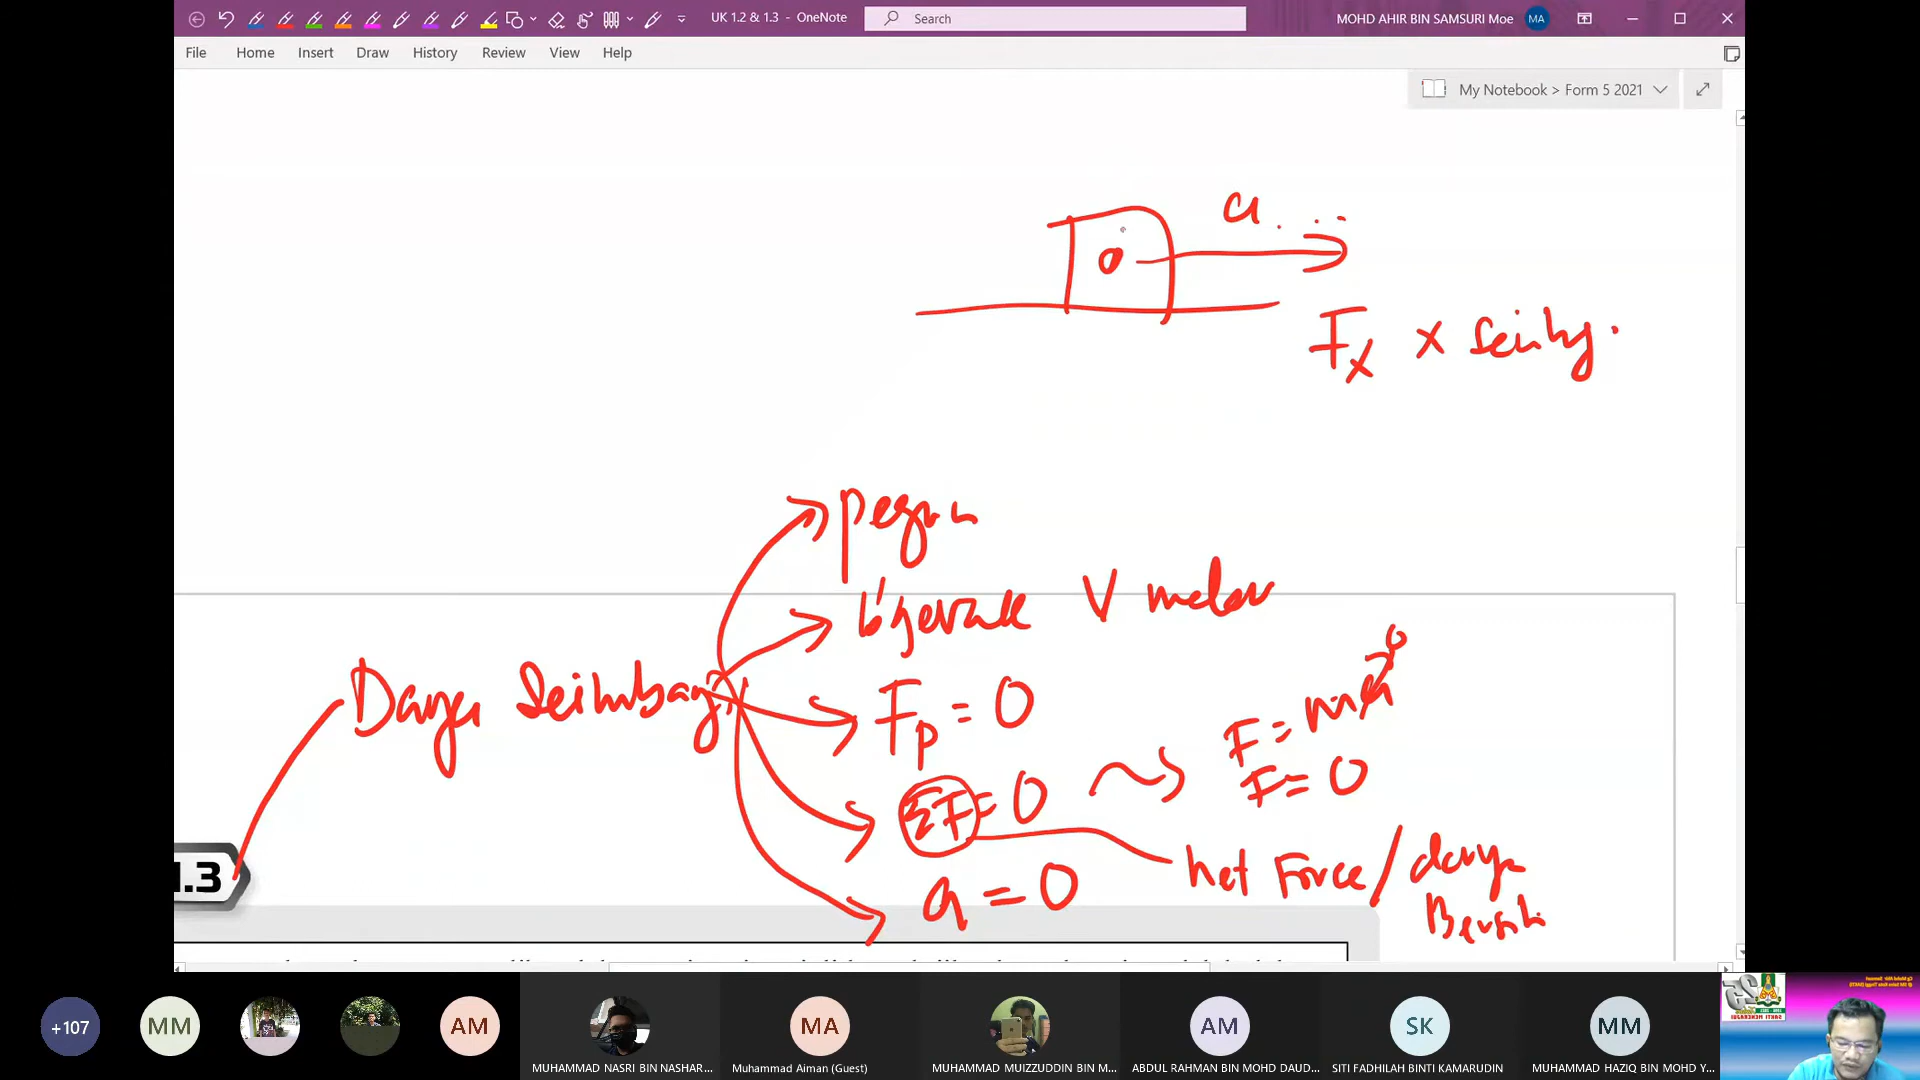 UK 1.2 & 1.3 - OneNote
Search
MOHD AHIR BIN SAMSURI Moe
MA
File Home Insert Draw History Review View Help
My Notebook > Form 5 2021
a
Fx x
pegun
V
Daya Seimbang
Fp = 0
F = ma 0
F = 0
ΣF = 0
net Force / daya
Bersih
a = 0
1.3
+107
MM
AM
MA
AM
SK
MM
MUHAMMAD NASRI BIN NASHAR...
Muhammad Aiman (Guest)
MUHAMMAD MUIZZUDDIN BIN M...
ABDUL RAHMAN BIN MOHD DAUD...
SITI FADHILAH BINTI KAMARUDIN
MUHAMMAD HAZIQ BIN MOHD Y...